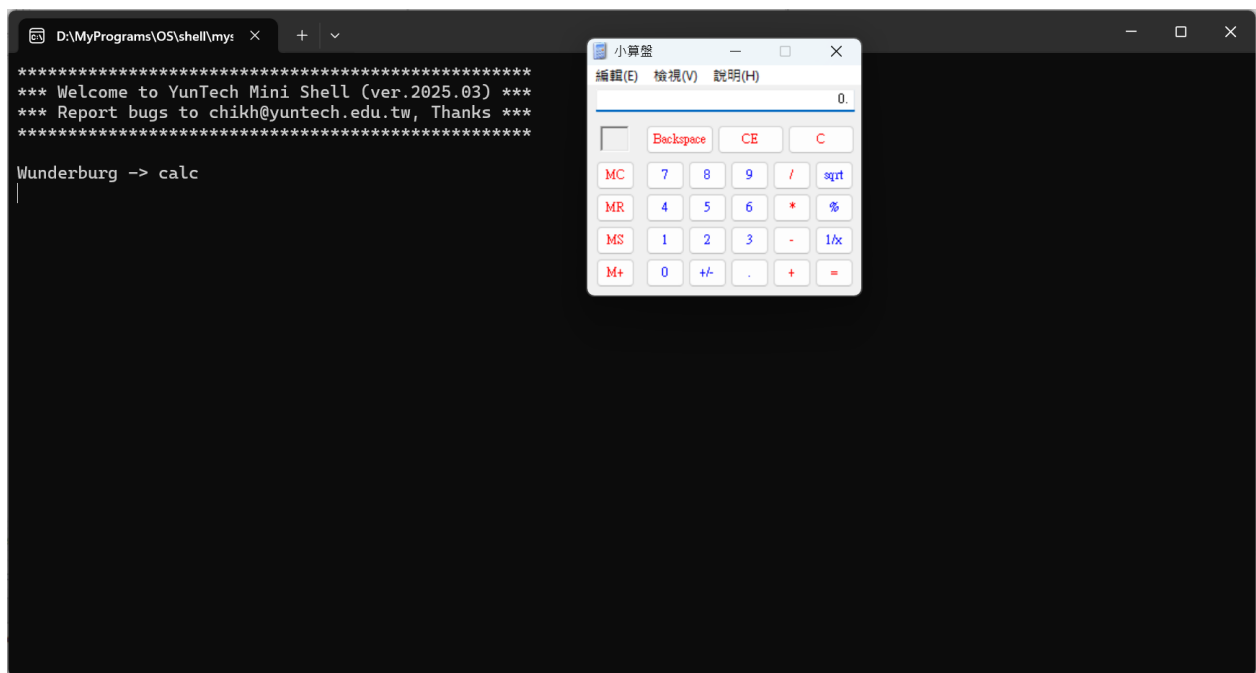 D:\MyPrograms\OS\shell\mys
**************************************************
*** Welcome to YunTech Mini Shell (ver.2025.03) ***
*** Report bugs to chikh@yuntech.edu.tw, Thanks ***
**************************************************
Wunderburg -> calc
小算盤
編輯(E) 檢視(V) 說明(H)
0.
Backspace CE C
MC 7 8 9 / sqrt
MR 4 5 6 * %
MS 1 2 3 - 1/x
M+ 0 +/- . + =